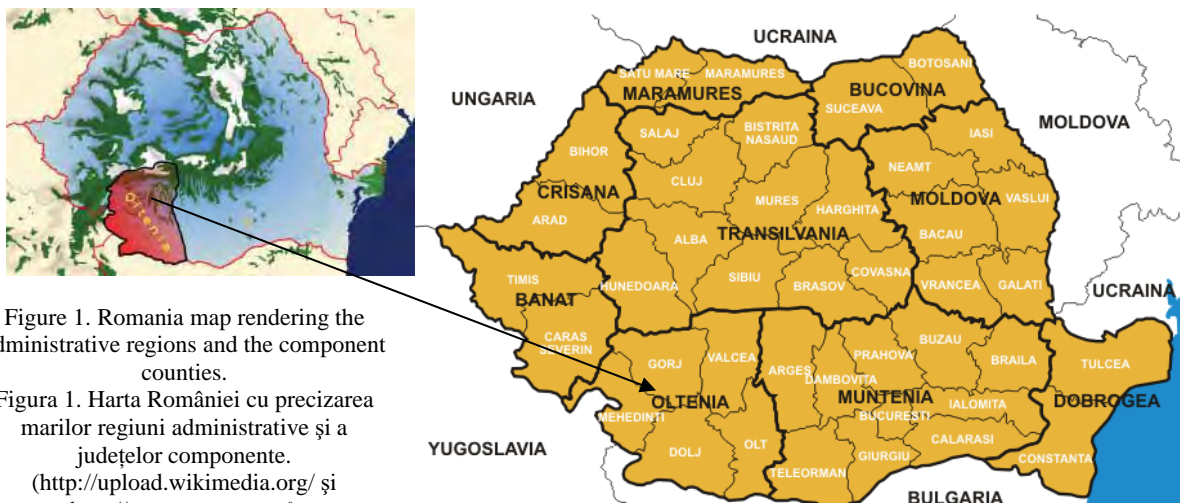 Oltenia
Figure 1. Romania map rendering the
administrative regions and the component
counties.
Figura 1. Harta României cu precizarea
marilor regiuni administrative şi a
județelor componente.
(http://upload.wikimedia.org/ şi
UCRAINA
UNGARIA
MOLDOVA
UCRAINA
YUGOSLAVIA
BULGARIA
SATU MARE
MARAMURES
MARAMURES
BOTOSANI
BUCOVINA
SUCEAVA
SALAJ
BISTRITA
NASAUD
IASI
BIHOR
NEAMT
CLUJ
CRISANA
MURES
MOLDOVA
VASLUI
HARGHITA
ARAD
ALBA
TRANSILVANIA
BACAU
TIMIS
HUNEDOARA
SIBIU
BRASOV
COVASNA
VRANCEA
GALATI
BANAT
CARAS
SEVERIN
GORJ
VALCEA
ARGES
PRAHOVA
DAMBOVITA
BUZAU
BRAILA
TULCEA
OLTENIA
MUNTENIA
DOBROGEA
MEHEDINTI
BUCURESTI
IALOMITA
DOLJ
OLT
TELEORMAN
GIURGIU
CALARASI
CONSTANTA